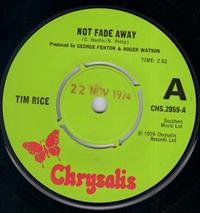 NOT FADE AWAY
(C. Hardin/N. Petty)
Produced by GEORGE FENTON & ROGER WATSON
TIME: 2.52
TIM RICE
22 NOV 1974
A
CHS.2059-A
Southern
Music Ltd
℗ 1974 Chrysalis
Records Ltd
Chrysalis